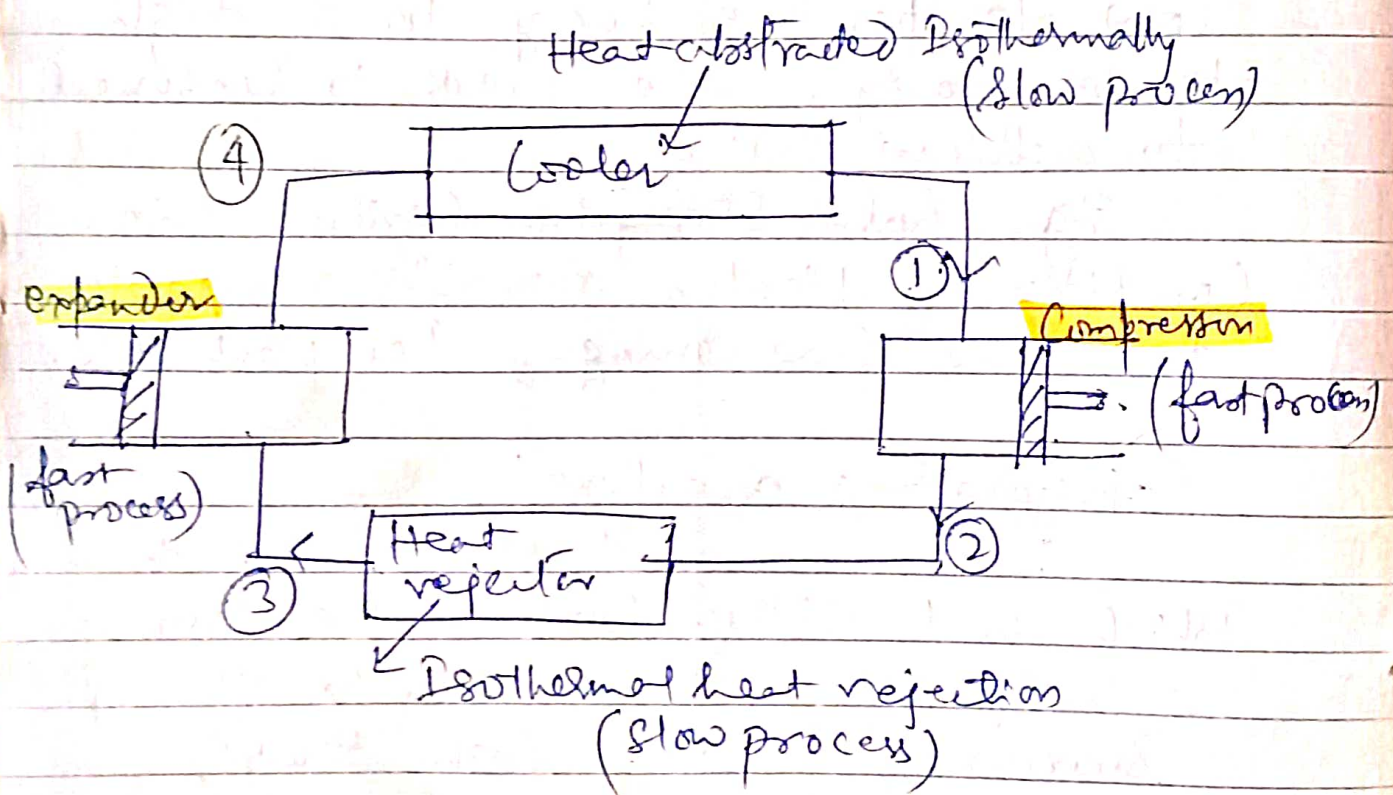 Heat abstracted Isothermally
(Slow process)
④
Cooler
①
expander
Compressor
(fast process)
(fast
process)
Heat
rejector
②
③
Isothermal heat rejection
(Slow process)